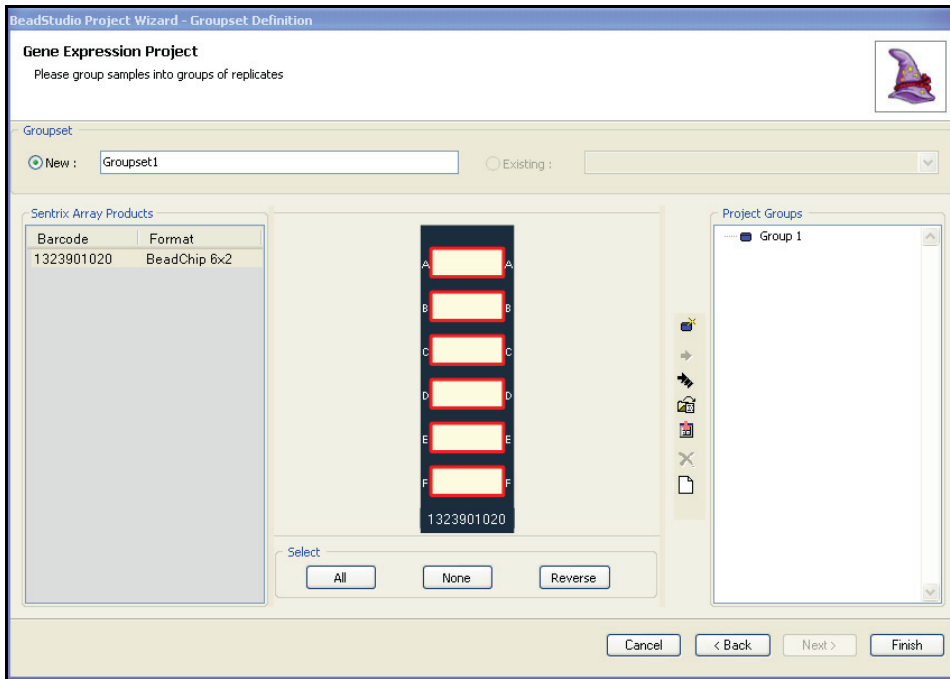 BeadStudio Project Wizard - Groupset Definition
Gene Expression Project
Please group samples into groups of replicates
Groupset
New :
Groupset1
Existing :
Sentrix Array Products
Barcode Format
1323901020 BeadChip 6x2
A A
B B
C C
D D
E E
F F
1323901020
Select
All None Reverse
Project Groups
Group 1
Cancel < Back Next > Finish